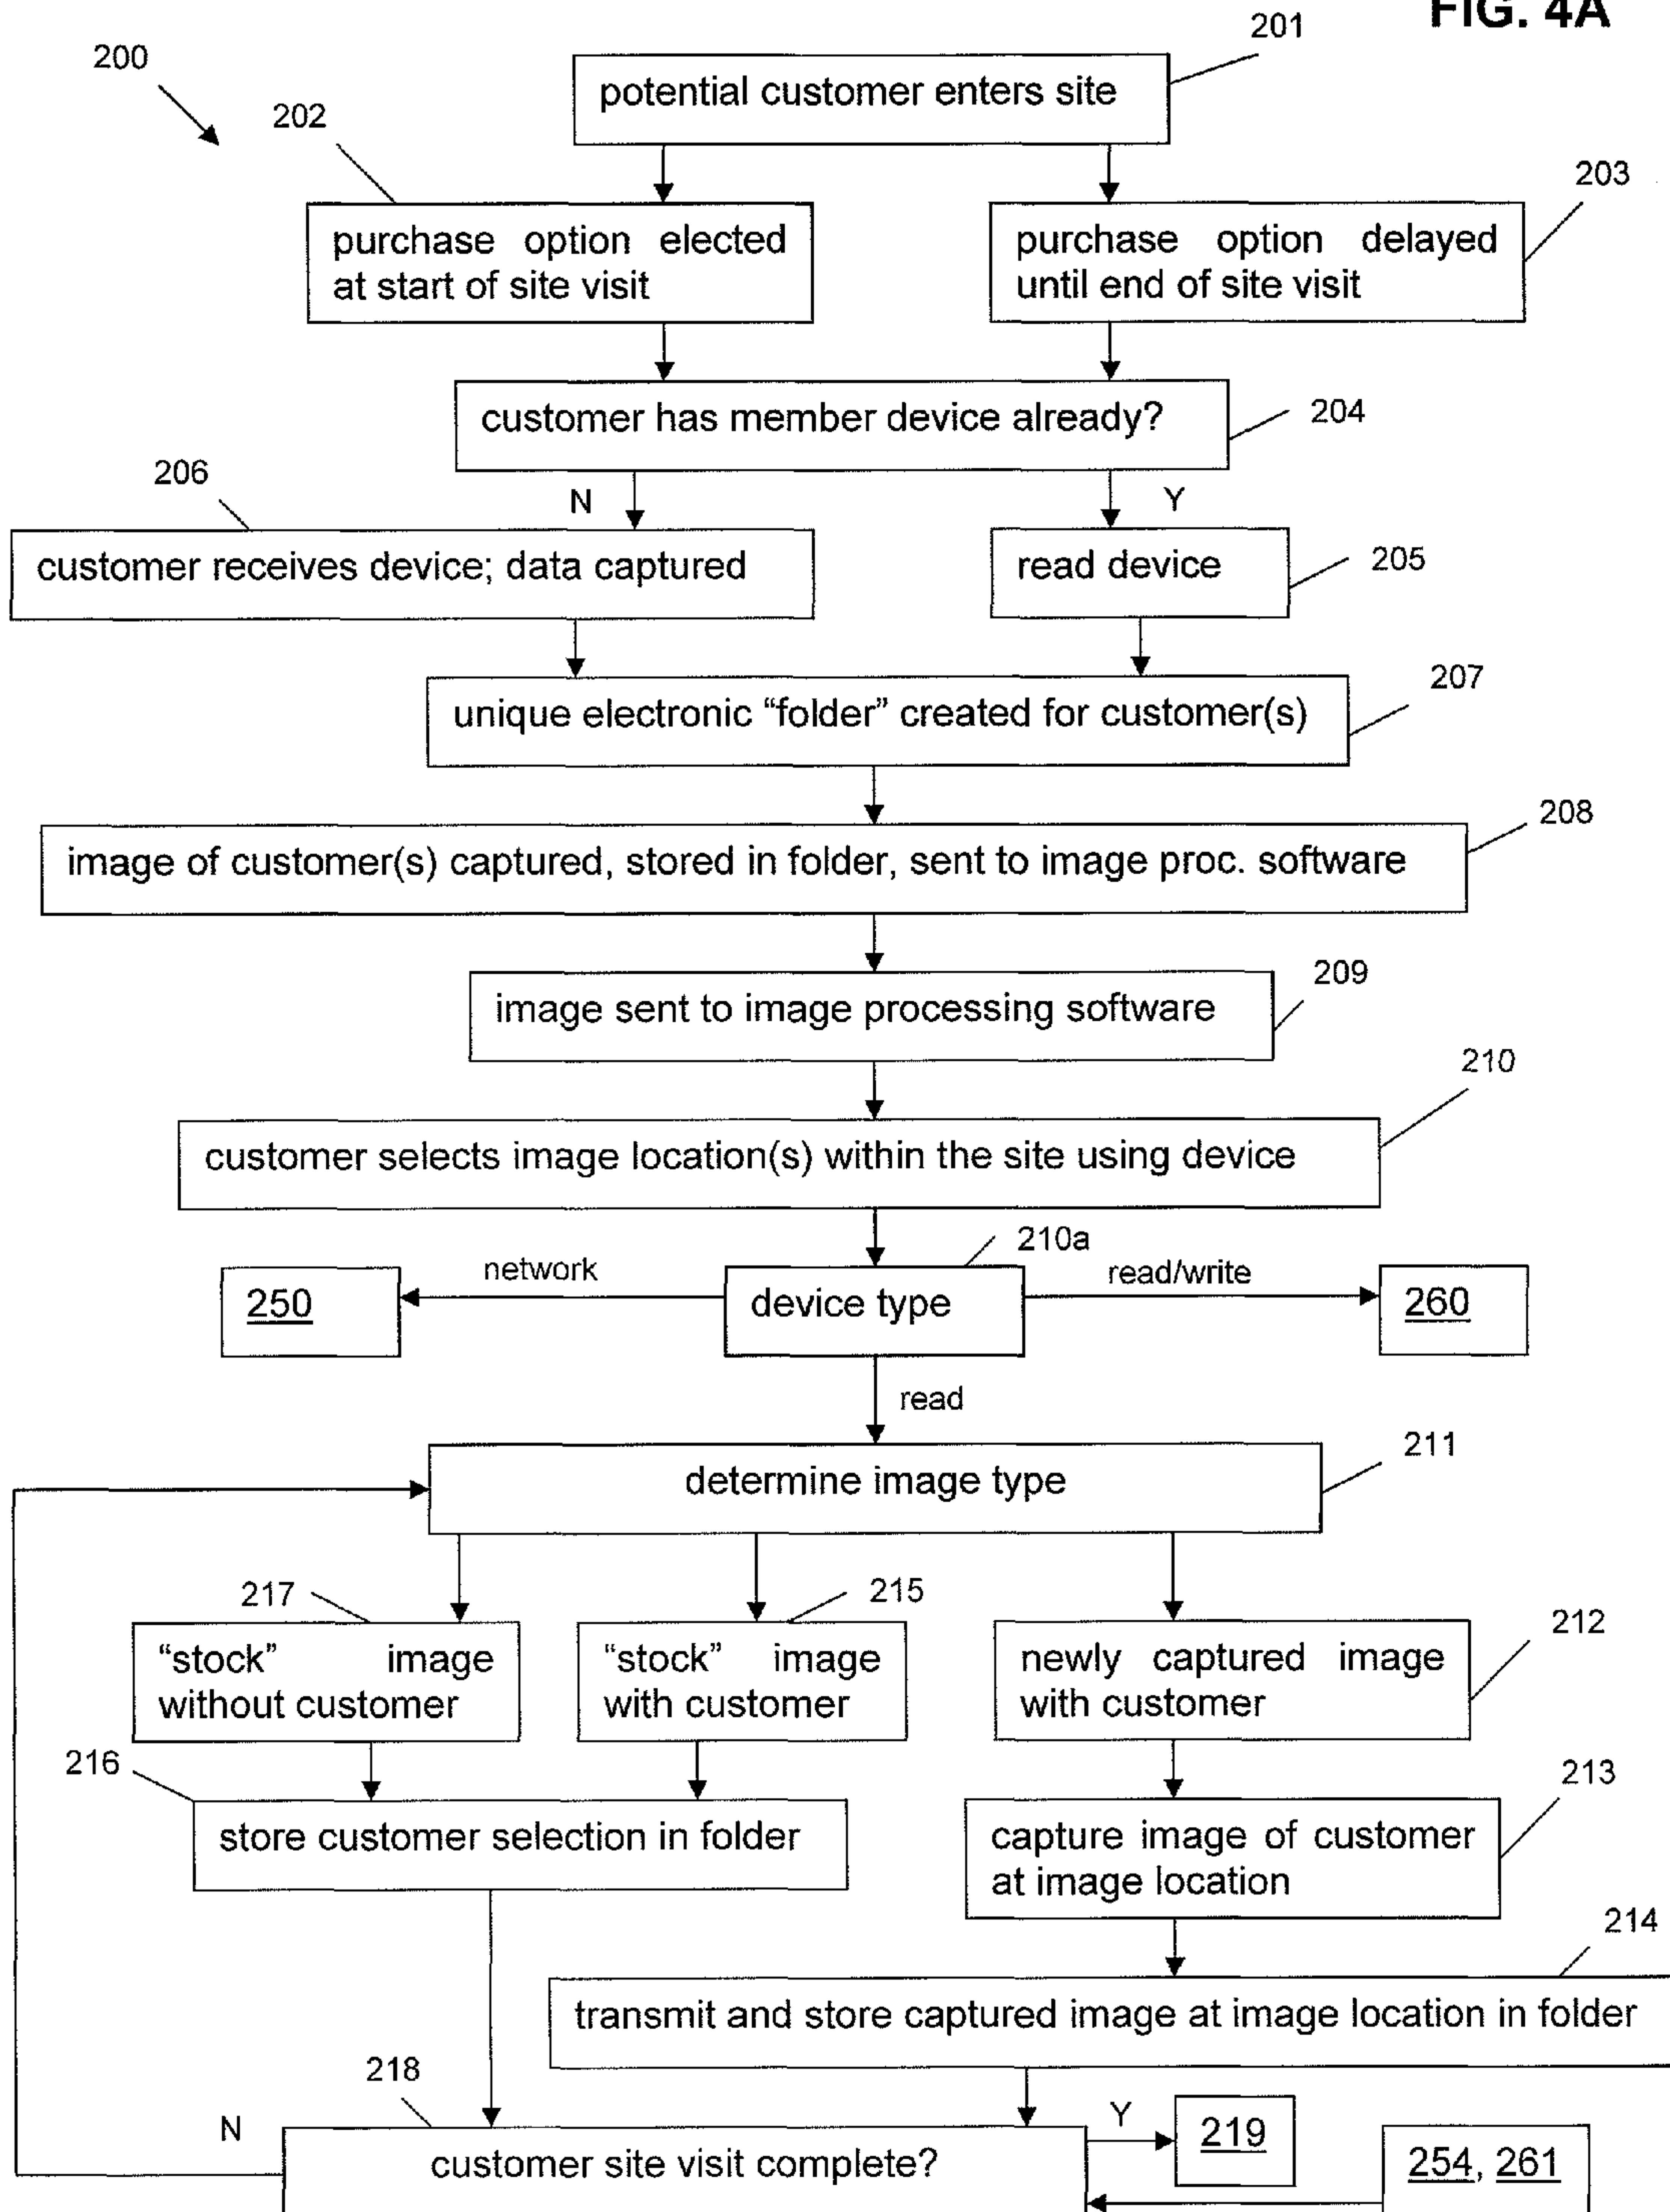 FIG. 4A
200
201
potential customer enters site
202
203
purchase option elected
at start of site visit
purchase option delayed
until end of site visit
customer has member device already?
204
206
N
Y
customer receives device; data captured
read device
205
207
unique electronic “folder” created for customer(s)
208
image of customer(s) captured, stored in folder, sent to image proc. software
209
image sent to image processing software
210
customer selects image location(s) within the site using device
210a
network
read/write
250
device type
260
read
211
determine image type
217
215
212
“stock” image
without customer
“stock” image
with customer
newly captured image
with customer
216
213
store customer selection in folder
capture image of customer
at image location
214
transmit and store captured image at image location in folder
218
N
Y
219
customer site visit complete?
254, 261